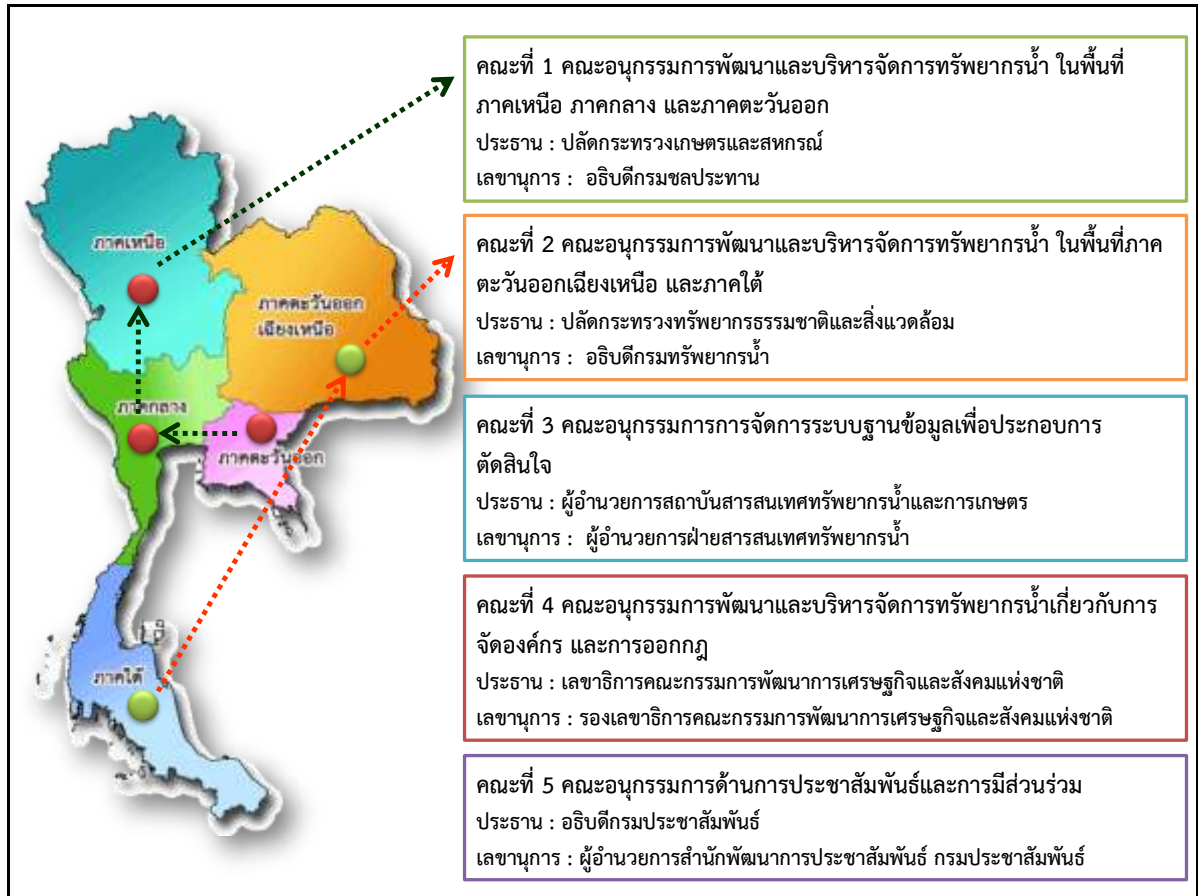 คณะที่ 1 คณะอนุกรรมการพัฒนาและบริหารจัดการทรัพยากรน้ำ ในพื้นที่
ภาคเหนือ ภาคกลาง และภาคตะวันออก
ประธาน : ปลัดกระทรวงเกษตรและสหกรณ์
เลขานุการ : อธิบดีกรมชลประทาน
คณะที่ 2 คณะอนุกรรมการพัฒนาและบริหารจัดการทรัพยากรน้ำ ในพื้นที่ภาค
ตะวันออกเฉียงเหนือ และภาคใต้
ประธาน : ปลัดกระทรวงทรัพยากรธรรมชาติและสิ่งแวดล้อม
เลขานุการ : อธิบดีกรมทรัพยากรน้ำ
คณะที่ 3 คณะอนุกรรมการการจัดการระบบฐานข้อมูลเพื่อประกอบการ
ตัดสินใจ
ประธาน : ผู้อำนวยการสถาบันสารสนเทศทรัพยากรน้ำและการเกษตร
เลขานุการ : ผู้อำนวยการฝ่ายสารสนเทศทรัพยากรน้ำ
คณะที่ 4 คณะอนุกรรมการพัฒนาและบริหารจัดการทรัพยากรน้ำเกี่ยวกับการ
จัดองค์กร และการออกกฎ
ประธาน : เลขาธิการคณะกรรมการพัฒนาการเศรษฐกิจและสังคมแห่งชาติ
เลขานุการ : รองเลขาธิการคณะกรรมการพัฒนาการเศรษฐกิจและสังคมแห่งชาติ
คณะที่ 5 คณะอนุกรรมการด้านการประชาสัมพันธ์และการมีส่วนร่วม
ประธาน : อธิบดีกรมประชาสัมพันธ์
เลขานุการ : ผู้อำนวยการสำนักพัฒนาการประชาสัมพันธ์ กรมประชาสัมพันธ์
ภาคเหนือ
ภาคตะวันออก
เฉียงเหนือ
ภาคกลาง
ภาคตะวันออก
ภาคใต้